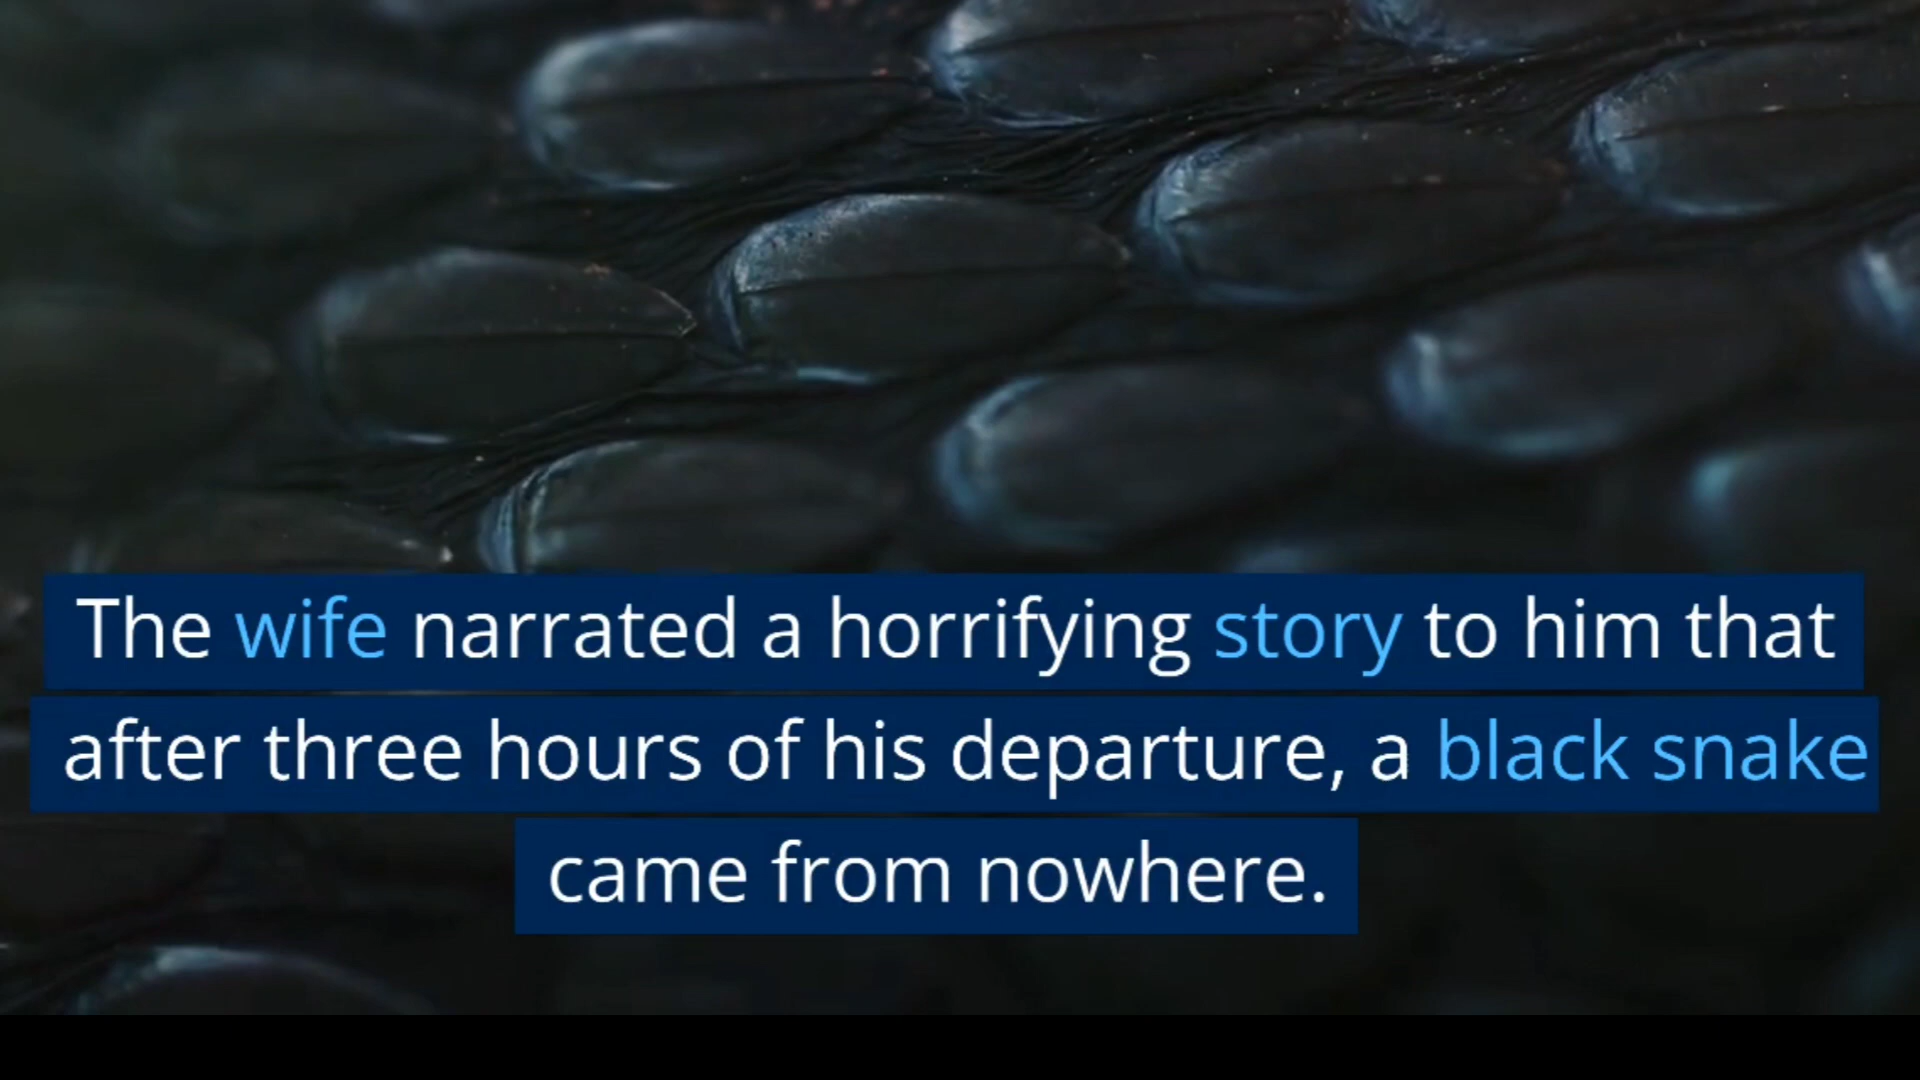 The wife narrated a horrifying story to him that
after three hours of his departure, a black snake
came from nowhere.